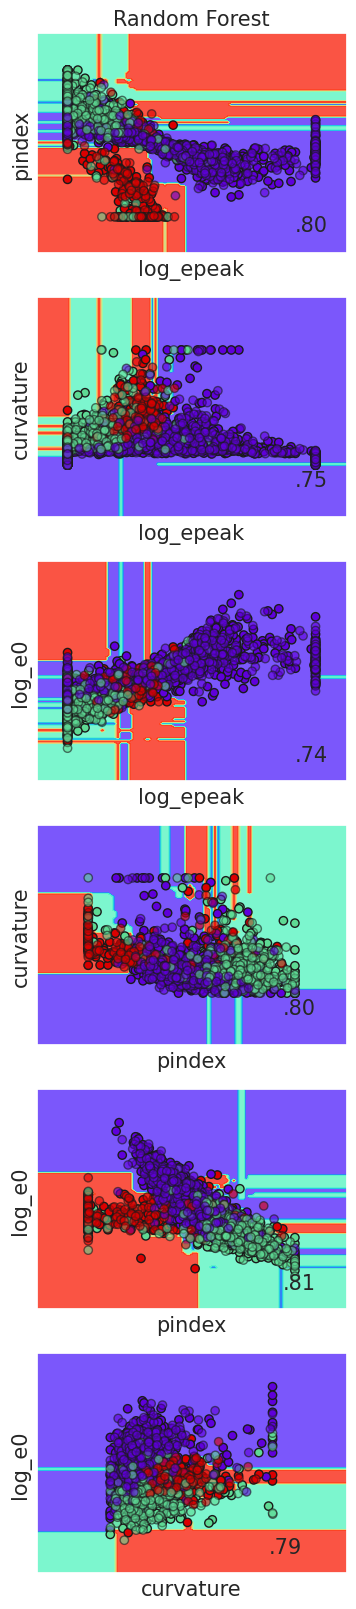 Random Forest
pindex
.80
log_epeak
curvature
.75
log_epeak
log_e0
.74
log_epeak
curvature
.80
pindex
log_e0
.81
pindex
log_e0
.79
curvature